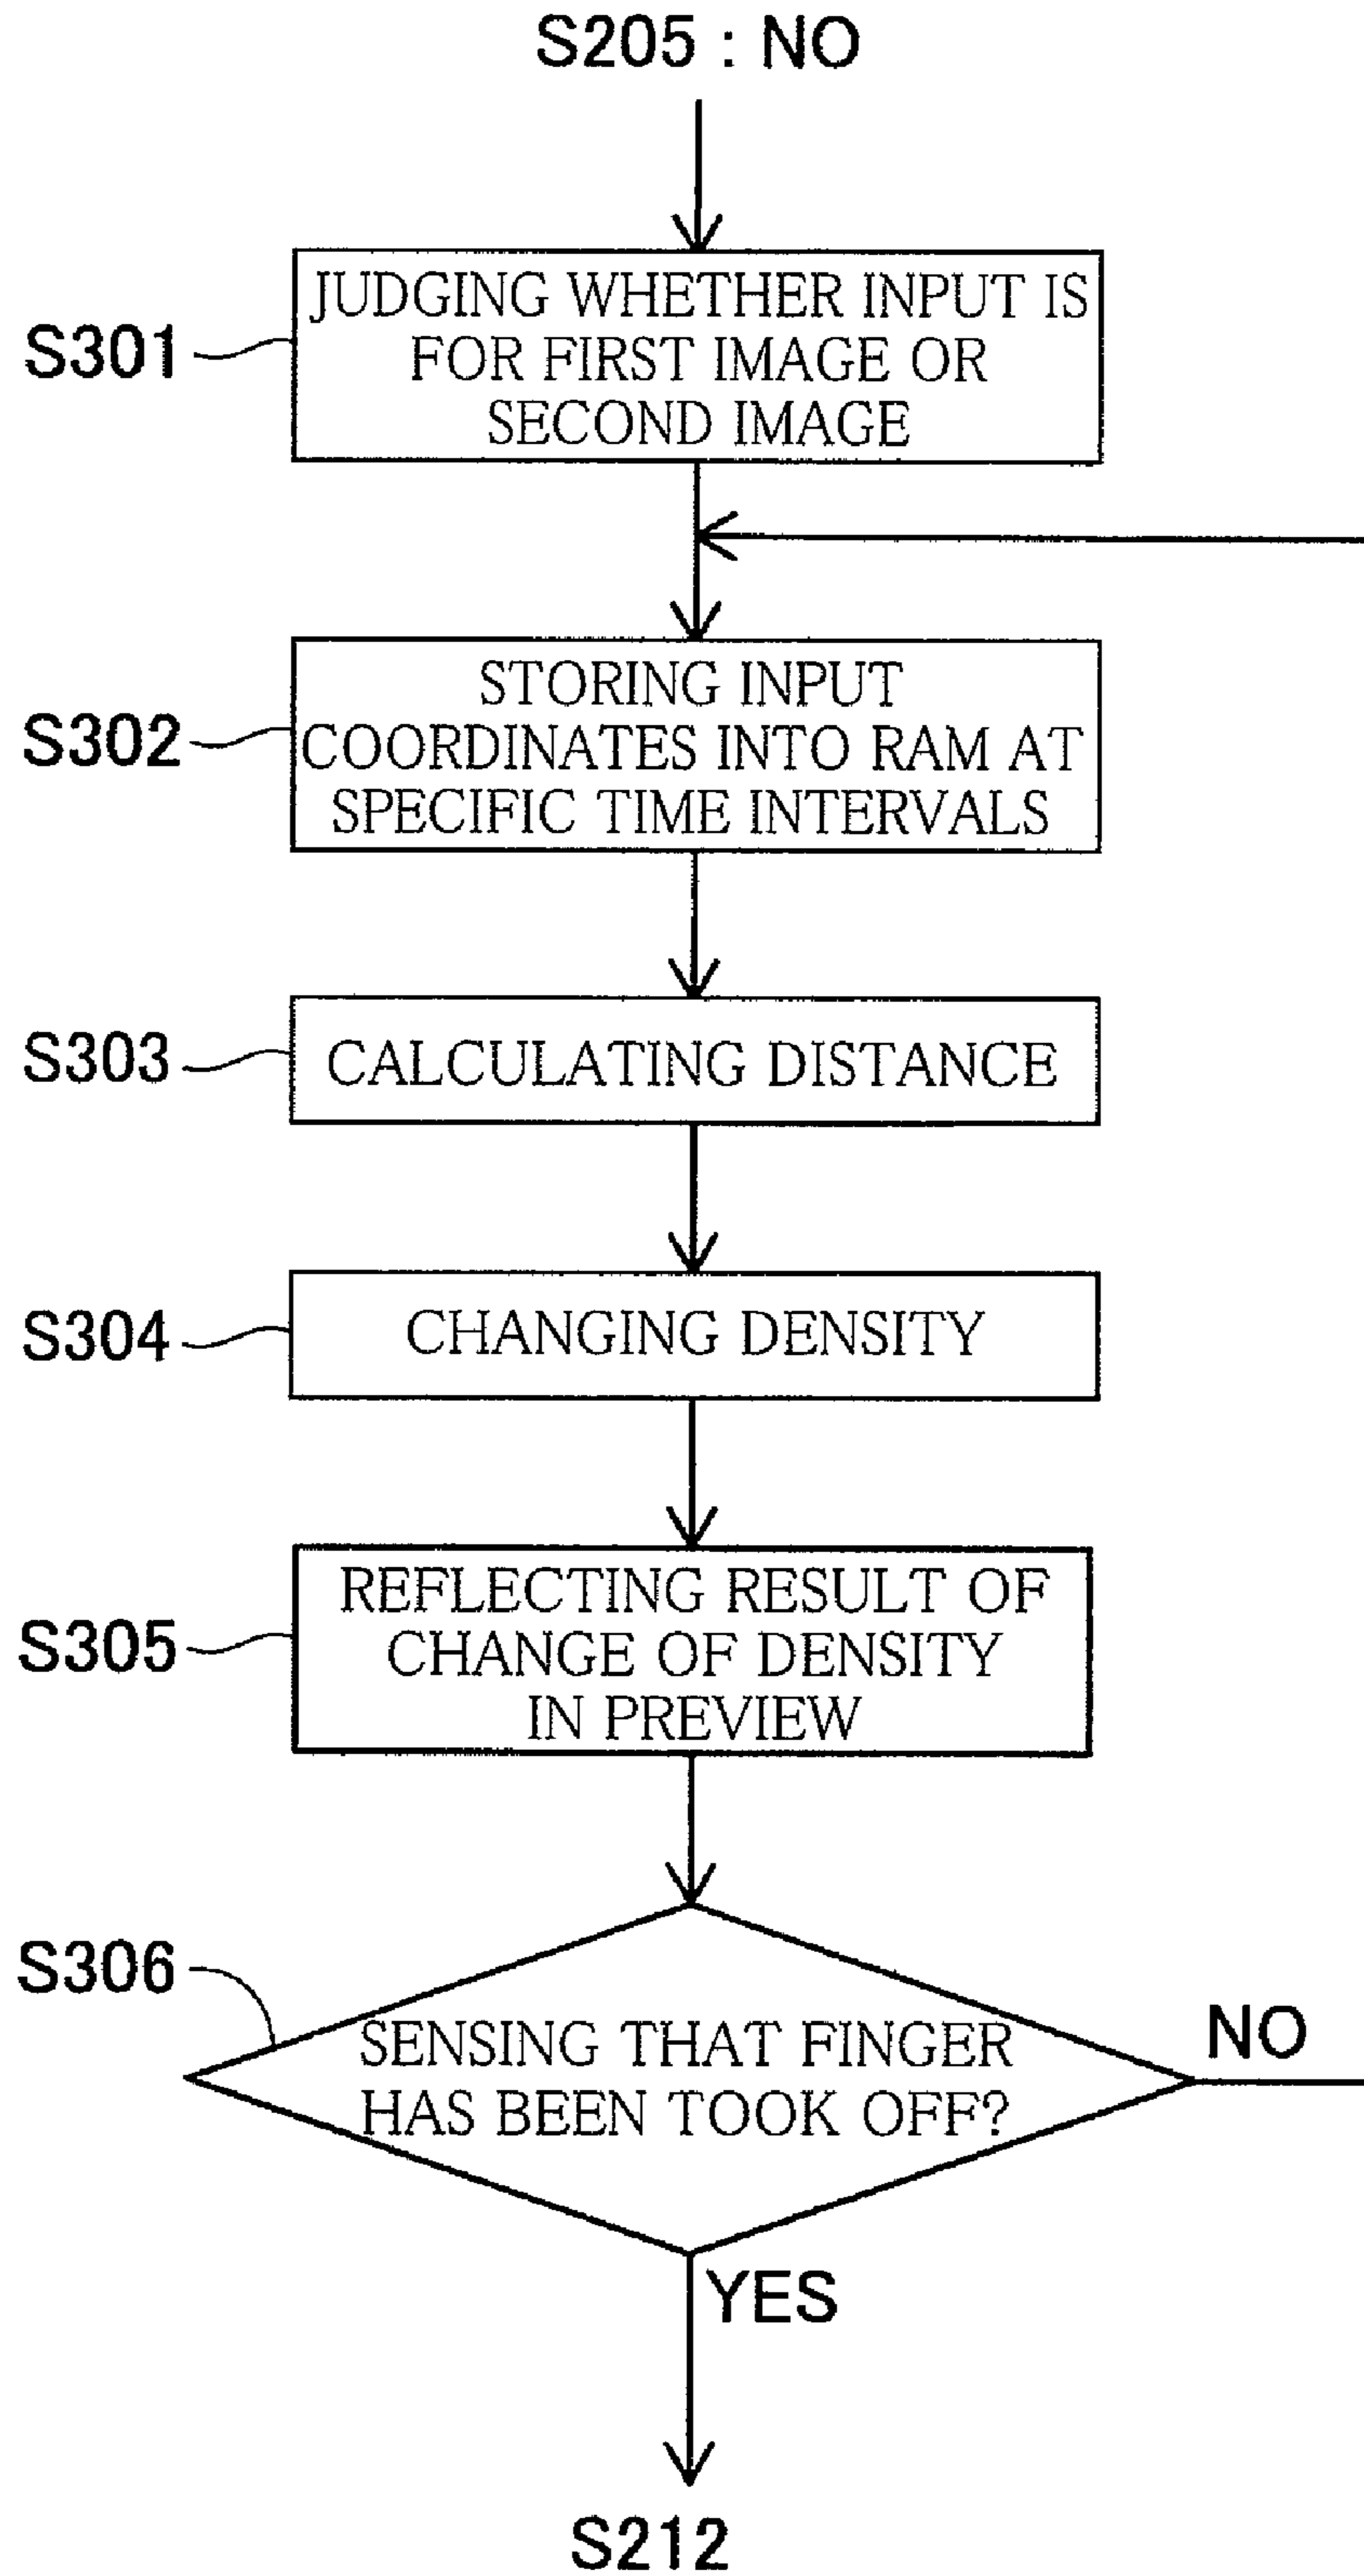 S205 : NO
S301
JUDGING WHETHER INPUT IS
FOR FIRST IMAGE OR
SECOND IMAGE
S302
STORING INPUT
COORDINATES INTO RAM AT
SPECIFIC TIME INTERVALS
S303
CALCULATING DISTANCE
S304
CHANGING DENSITY
S305
REFLECTING RESULT OF
CHANGE OF DENSITY
IN PREVIEW
S306
SENSING THAT FINGER
HAS BEEN TOOK OFF?
NO
YES
S212